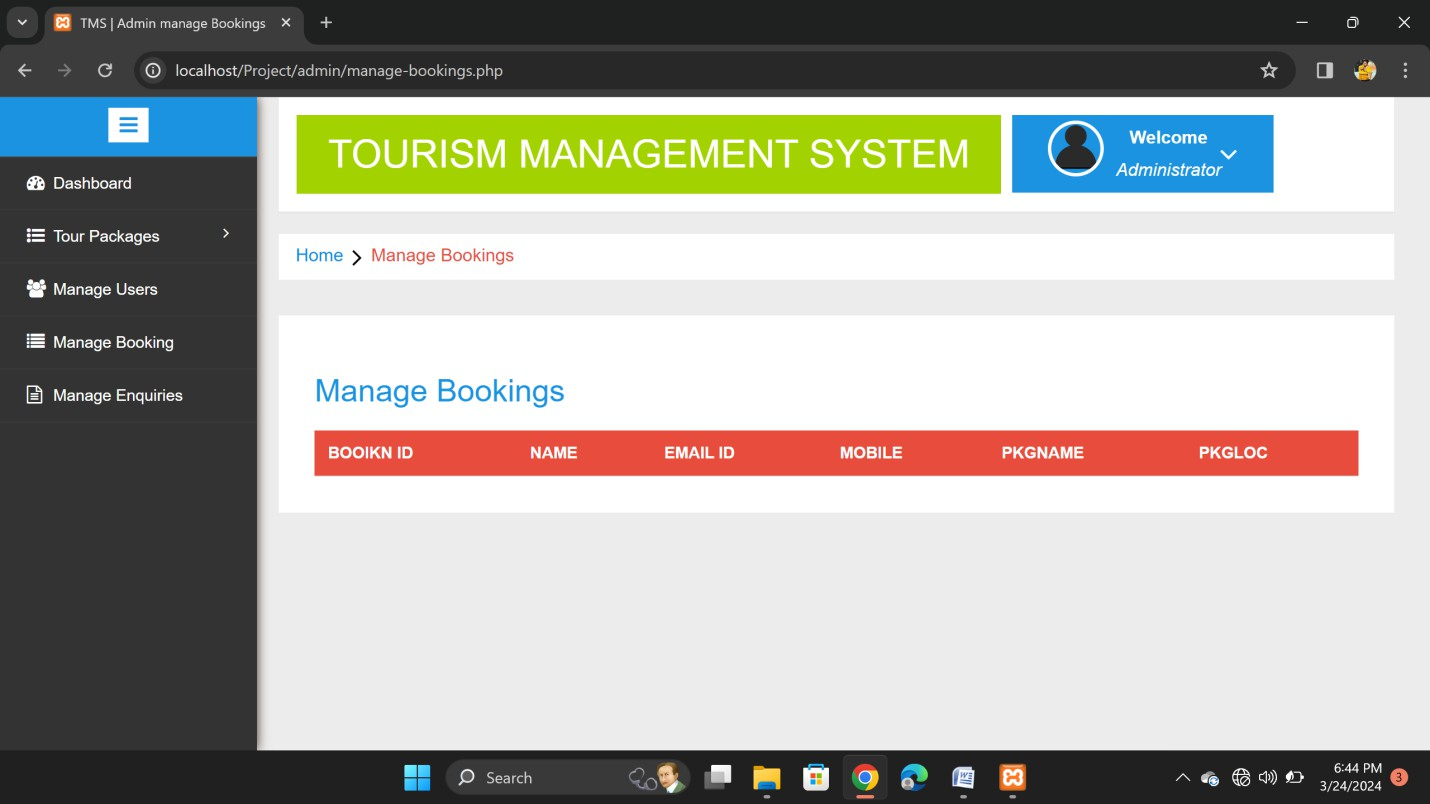 TMS | Admin manage Bookings
localhost/Project/admin/manage-bookings.php
TOURISM MANAGEMENT SYSTEM
Welcome
Administrator
Dashboard
Tour Packages
Manage Users
Manage Booking
Manage Enquiries
Home
Manage Bookings
Manage Bookings
BOOIKN ID NAME EMAIL ID MOBILE PKGNAME PKGLOC
Search
6:44 PM
3/24/2024
3